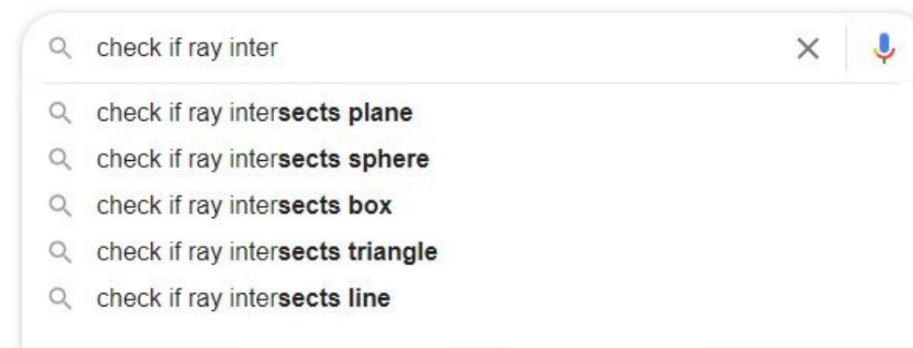 check if ray inter
check if ray intersects plane
check if ray intersects sphere
check if ray intersects box
check if ray intersects triangle
check if ray intersects line